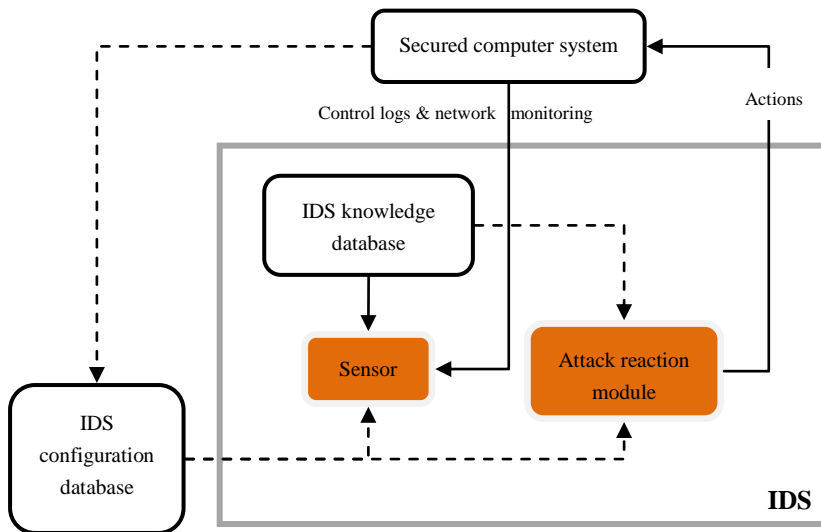 Secured computer system
Control logs & network monitoring
Actions
IDS knowledge
database
Sensor
Attack reaction
module
IDS
configuration
database
IDS